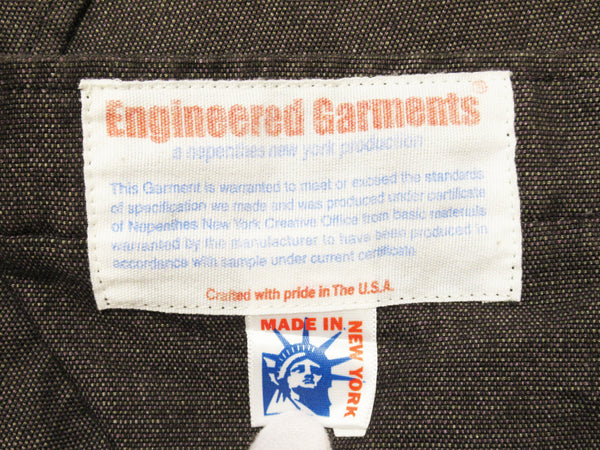 Engineered Garments®
a nepenthes new york production
This Garment is warranted to meet or exceed the standards
of specification we made and was produced under certificate
of Nepenthes New York Creative Office from basic materials
warranted by the manufacturer to have been produced in
accordance with sample under current certificate.
Crafted with pride in The U.S.A.
MADE IN
NEW YORK